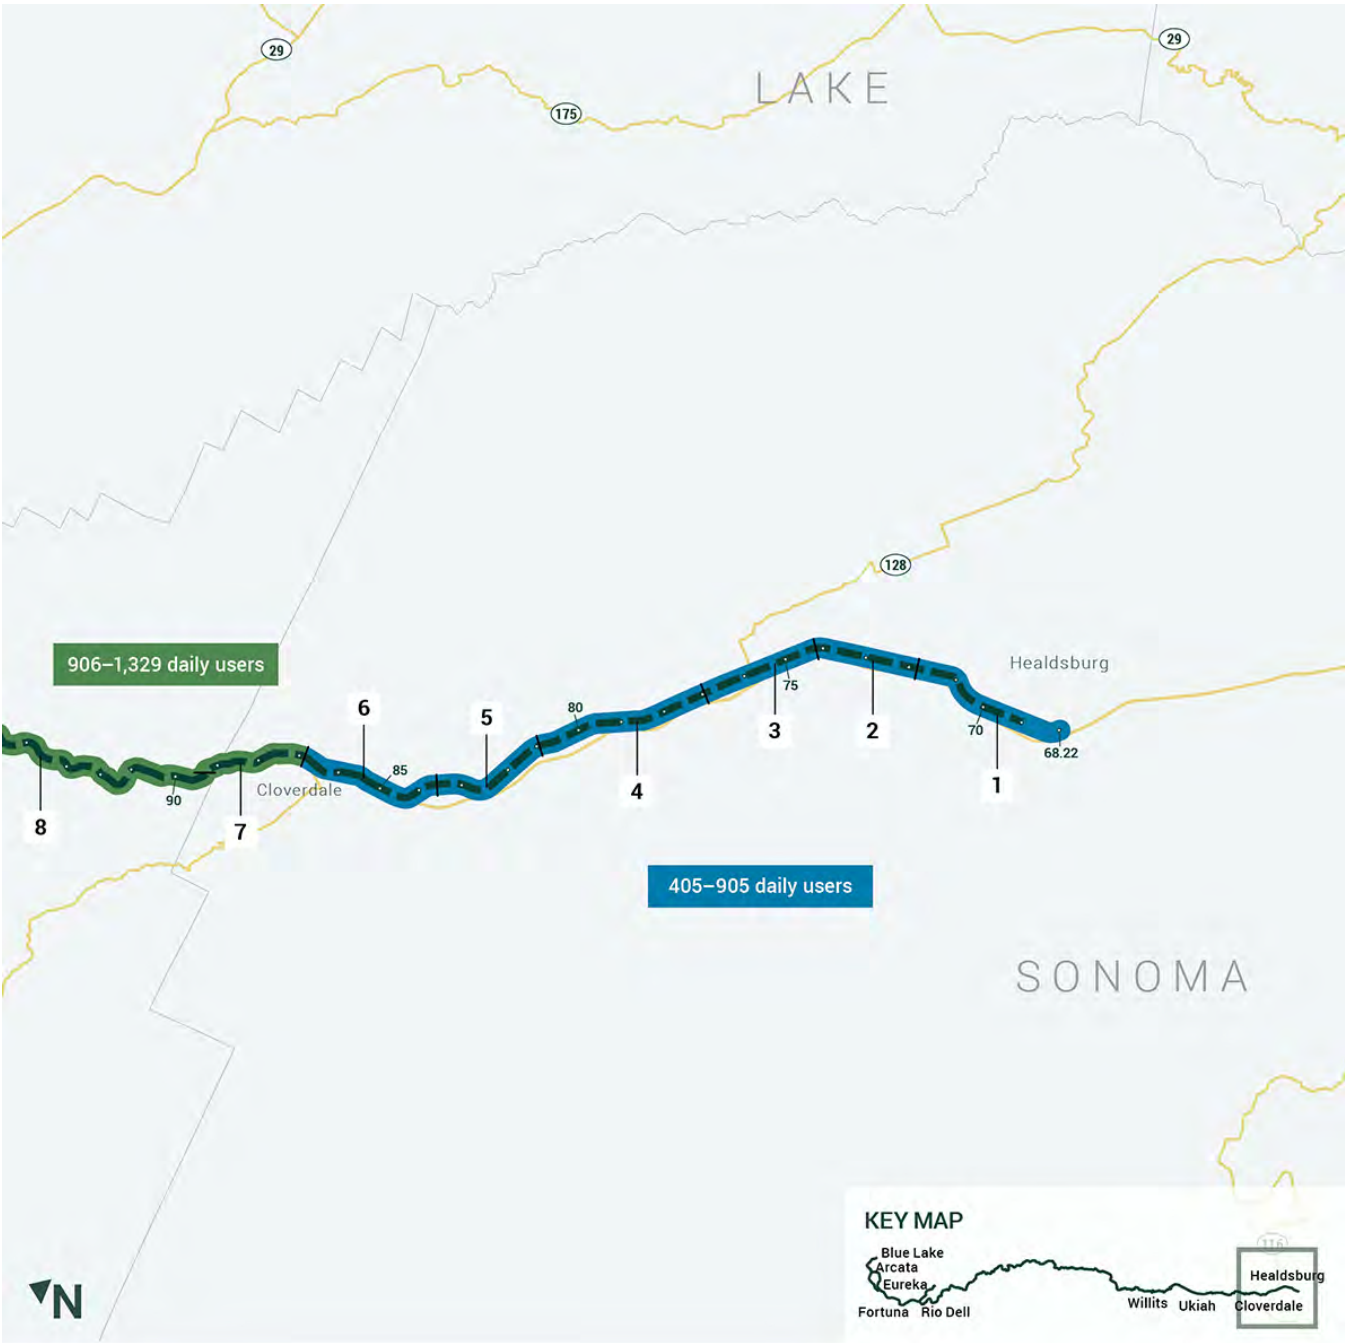 29
29
LAKE
175
128
906–1,329 daily users
Healdsburg
6
5
80
75
3
2
70
68.22
85
4
1
Cloverdale
90
8
7
405–905 daily users
SONOMA
KEY MAP
116
Blue Lake
Arcata
Eureka
Healdsburg
Fortuna
Rio Dell
Willits
Ukiah
Cloverdale
N